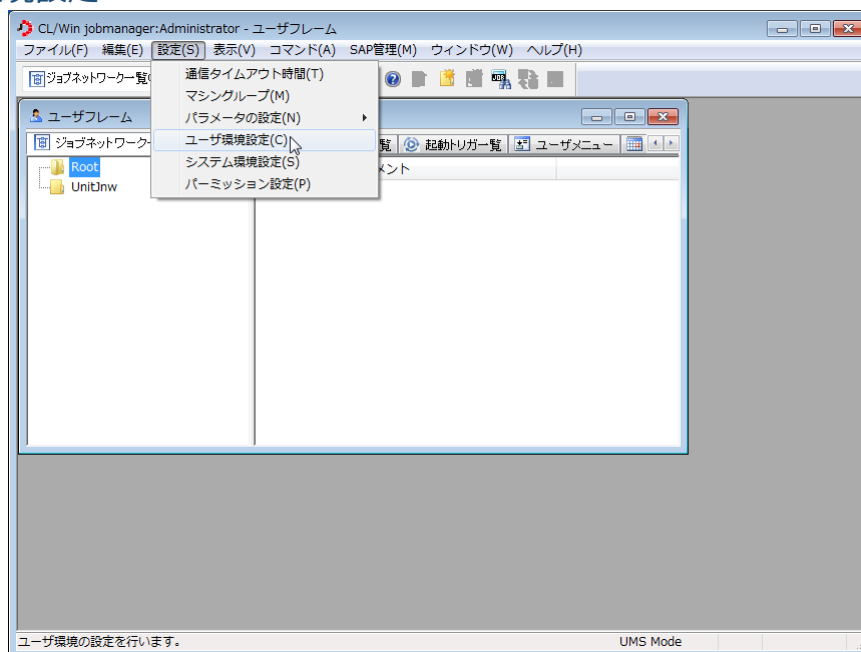 CL/Win jobmanager:Administrator - ユーザフレーム
ファイル(F) 編集(E) 設定(S) 表示(V) コマンド(A) SAP管理(M) ウィンドウ(W) ヘルプ(H)
ジョブネットワーク一覧
通信タイムアウト時間(T)
マシングループ(M)
パラメータの設定(N)
ユーザ環境設定(C)
システム環境設定(S)
パーミッション設定(P)
ユーザフレーム
ジョブネットワーク 覧 起動トリガ一覧 ユーザメニュー
Root
メント
UnitJnw
ユーザ環境の設定を行います。 UMS Mode